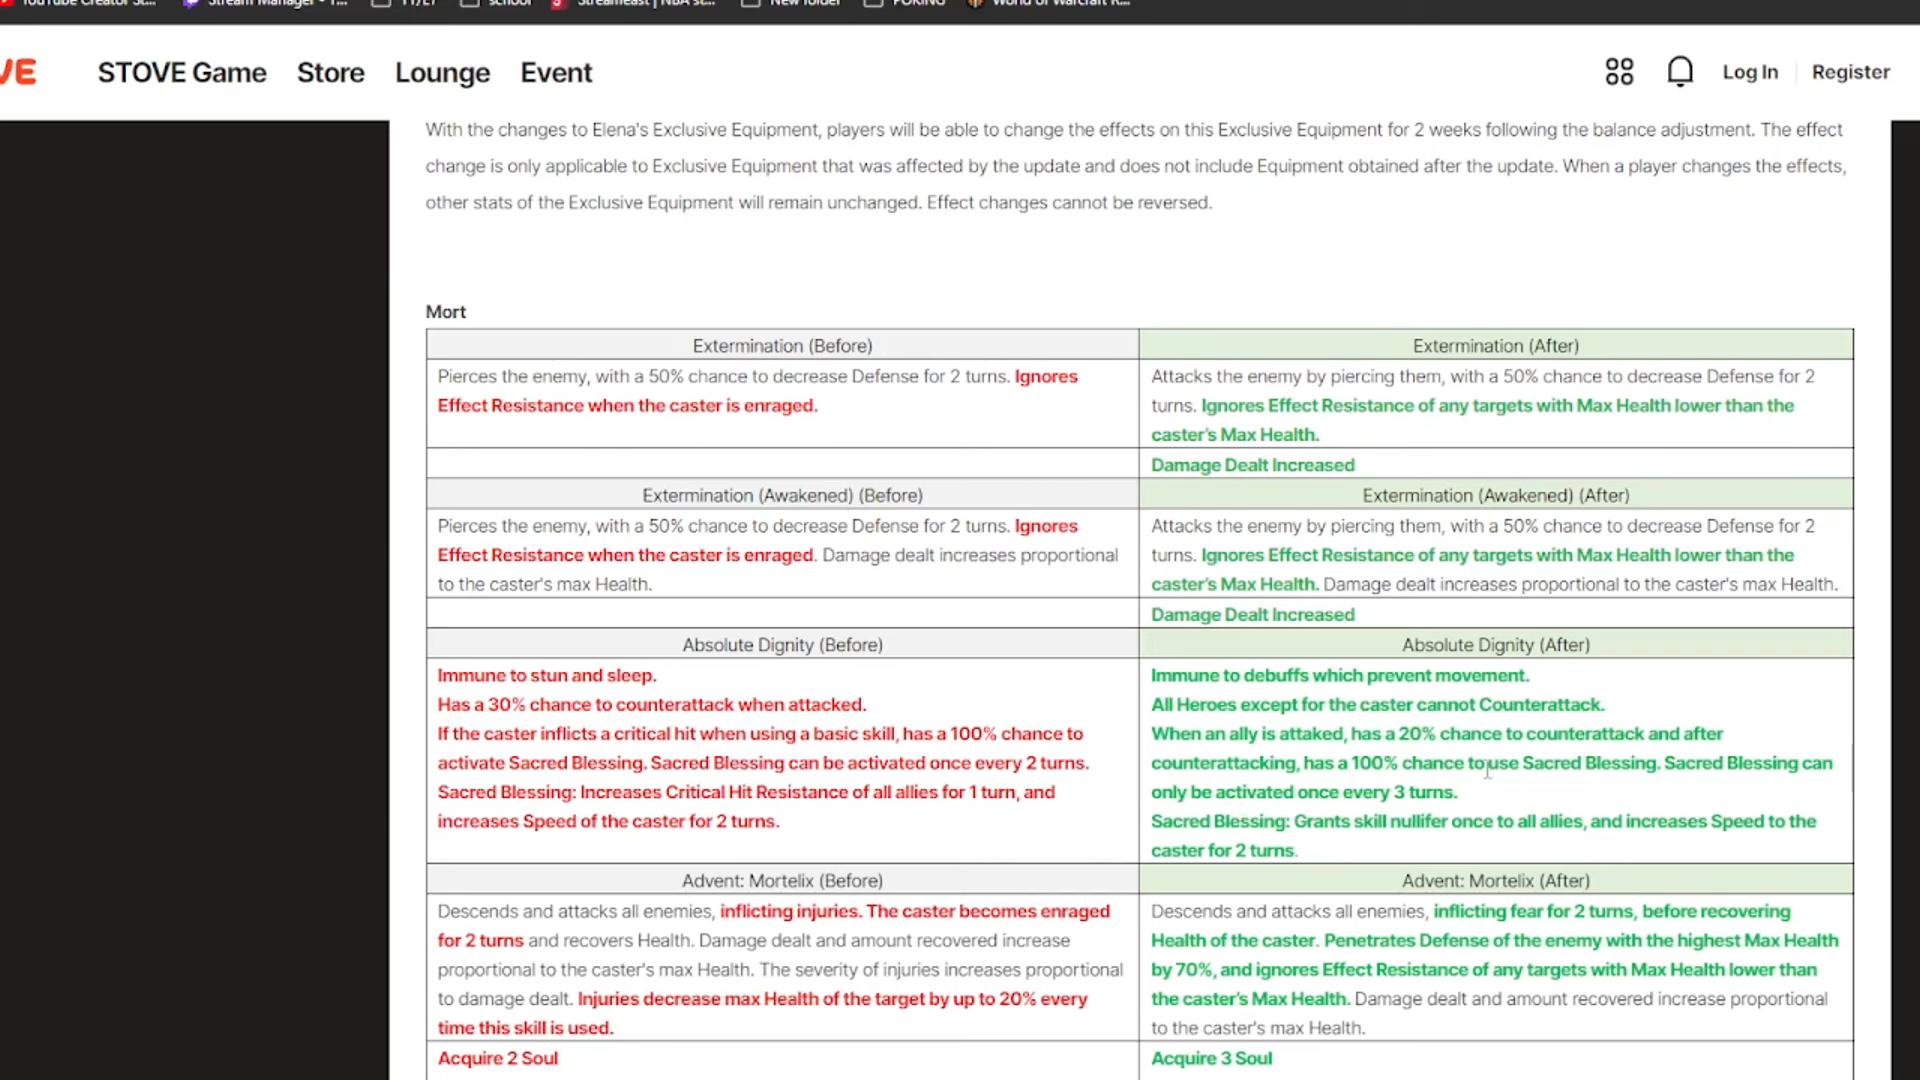 YouTube Creator St...
Stream Manager - T...
school
Streameast | NBA st...
New folder
POKING
World of Warcraft R...
VE
STOVE Game
Store
Lounge
Event
Log In
Register
With the changes to Elena's Exclusive Equipment, players will be able to change the effects on this Exclusive Equipment for 2 weeks following the balance adjustment. The effect
change is only applicable to Exclusive Equipment that was affected by the update and does not include Equipment obtained after the update. When a player changes the effects,
other stats of the Exclusive Equipment will remain unchanged. Effect changes cannot be reversed.
Mort
Extermination (Before)
Extermination (After)
Pierces the enemy, with a 50% chance to decrease Defense for 2 turns. Ignores
Effect Resistance when the caster is enraged.
Attacks the enemy by piercing them, with a 50% chance to decrease Defense for 2
turns. Ignores Effect Resistance of any targets with Max Health lower than the
caster's Max Health.
Damage Dealt Increased
Extermination (Awakened) (Before)
Extermination (Awakened) (After)
Pierces the enemy, with a 50% chance to decrease Defense for 2 turns. Ignores
Effect Resistance when the caster is enraged. Damage dealt increases proportional
to the caster's max Health.
Attacks the enemy by piercing them, with a 50% chance to decrease Defense for 2
turns. Ignores Effect Resistance of any targets with Max Health lower than the
caster's Max Health. Damage dealt increases proportional to the caster's max Health.
Damage Dealt Increased
Absolute Dignity (Before)
Absolute Dignity (After)
Immune to stun and sleep.
Has a 30% chance to counterattack when attacked.
If the caster inflicts a critical hit when using a basic skill, has a 100% chance to
activate Sacred Blessing. Sacred Blessing can be activated once every 2 turns.
Sacred Blessing: Increases Critical Hit Resistance of all allies for 1 turn, and
increases Speed of the caster for 2 turns.
Immune to debuffs which prevent movement.
All Heroes except for the caster cannot Counterattack.
When an ally is attaked, has a 20% chance to counterattack and after
counterattacking, has a 100% chance to use Sacred Blessing. Sacred Blessing can
only be activated once every 3 turns.
Sacred Blessing: Grants skill nullifer once to all allies, and increases Speed to the
caster for 2 turns.
Advent: Mortelix (Before)
Advent: Mortelix (After)
Descends and attacks all enemies, inflicting injuries. The caster becomes enraged
for 2 turns and recovers Health. Damage dealt and amount recovered increase
proportional to the caster's max Health. The severity of injuries increases proportional
to damage dealt. Injuries decrease max Health of the target by up to 20% every
time this skill is used.
Descends and attacks all enemies, inflicting fear for 2 turns, before recovering
Health of the caster. Penetrates Defense of the enemy with the highest Max Health
by 70%, and ignores Effect Resistance of any targets with Max Health lower than
the caster's Max Health. Damage dealt and amount recovered increase proportional
to the caster's max Health.
Acquire 2 Soul
Acquire 3 Soul